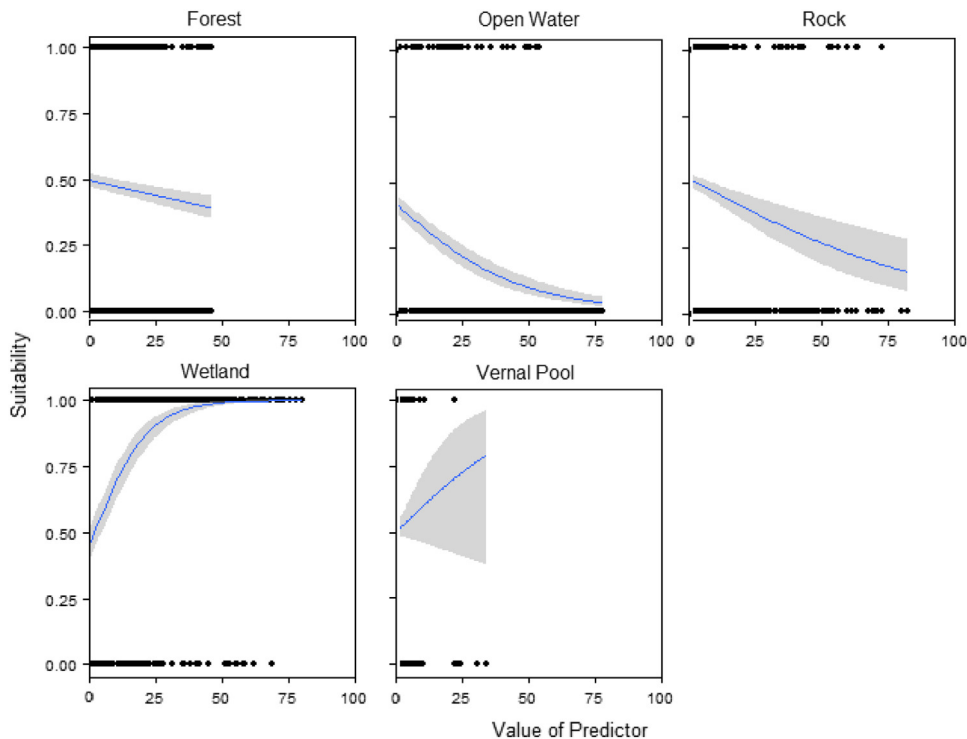 Forest Open Water Rock
1.00
0.75
0.50
0.25
0.00
0 25 50 75 100 0 25 50 75 100 0 25 50 75 100
Suitability
Wetland Vernal Pool
1.00
0.75
0.50
0.25
0.00
0 25 50 75 100 0 25 50 75 100
Value of Predictor